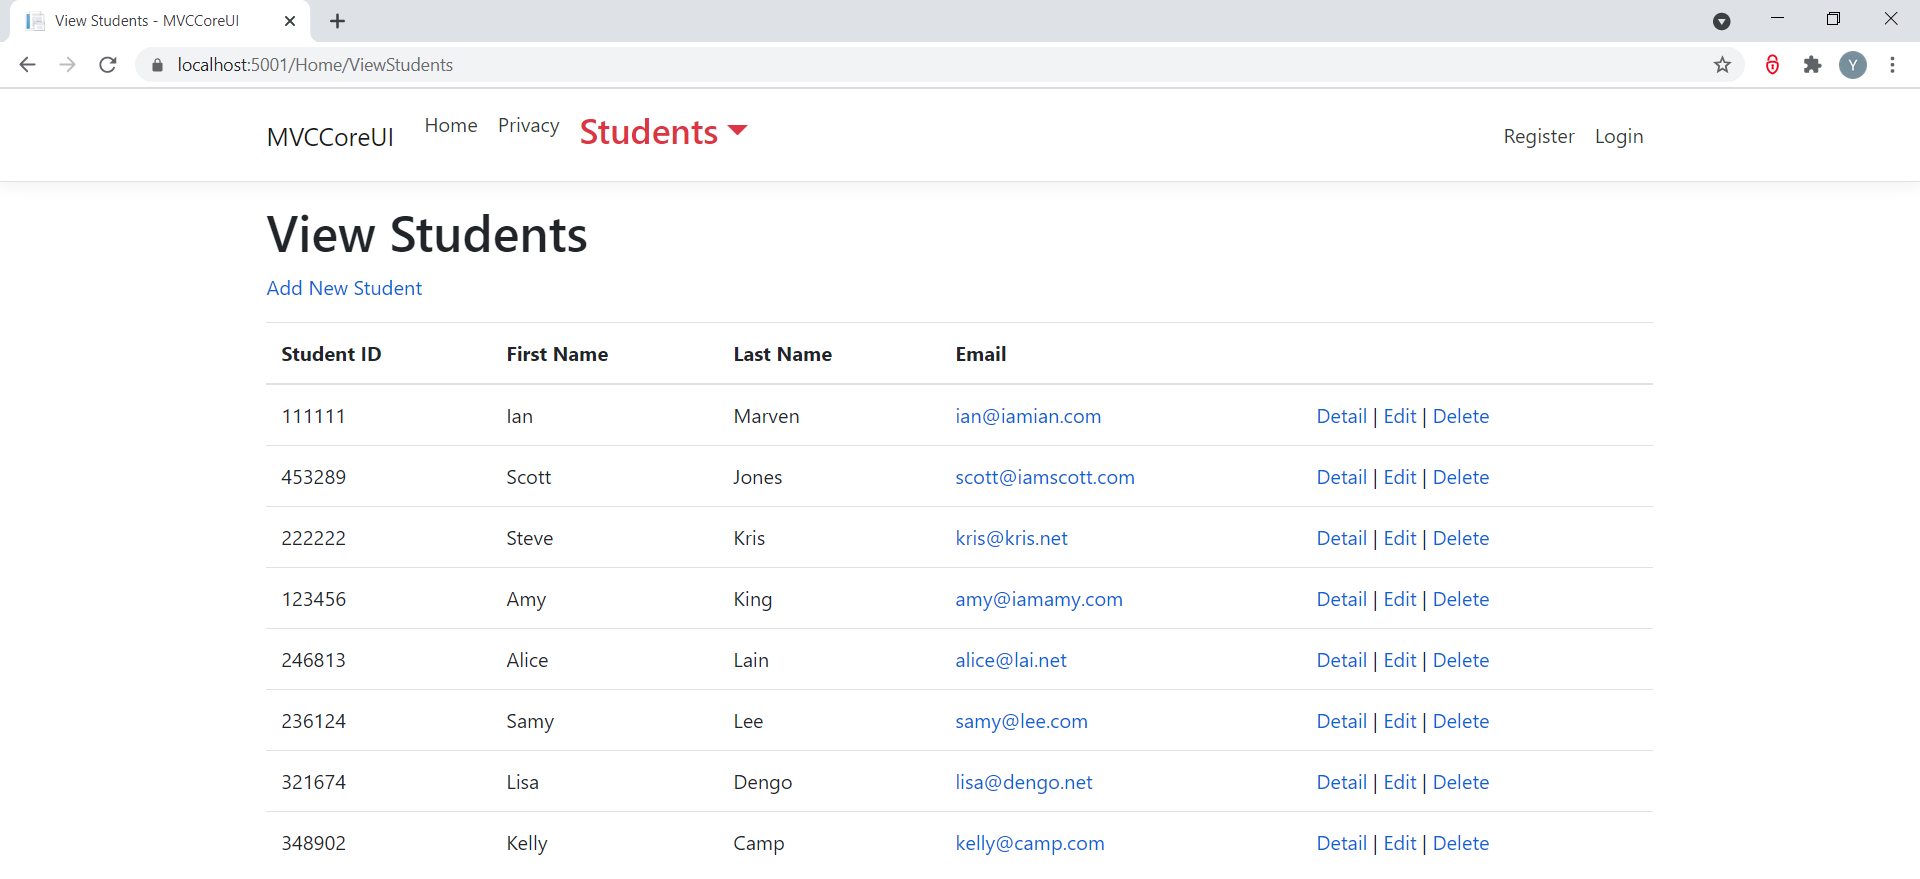 View Students - MVCCoreUI
localhost:5001/Home/ViewStudents
Y
MVCCoreUI Home Privacy Students Register Login
View Students
Add New Student
Student ID First Name Last Name Email
111111 Ian Marven ian@iamian.com Detail | Edit | Delete
453289 Scott Jones scott@iamscott.com Detail | Edit | Delete
222222 Steve Kris kris@kris.net Detail | Edit | Delete
123456 Amy King amy@iamamy.com Detail | Edit | Delete
246813 Alice Lain alice@lai.net Detail | Edit | Delete
236124 Samy Lee samy@lee.com Detail | Edit | Delete
321674 Lisa Dengo lisa@dengo.net Detail | Edit | Delete
348902 Kelly Camp kelly@camp.com Detail | Edit | Delete